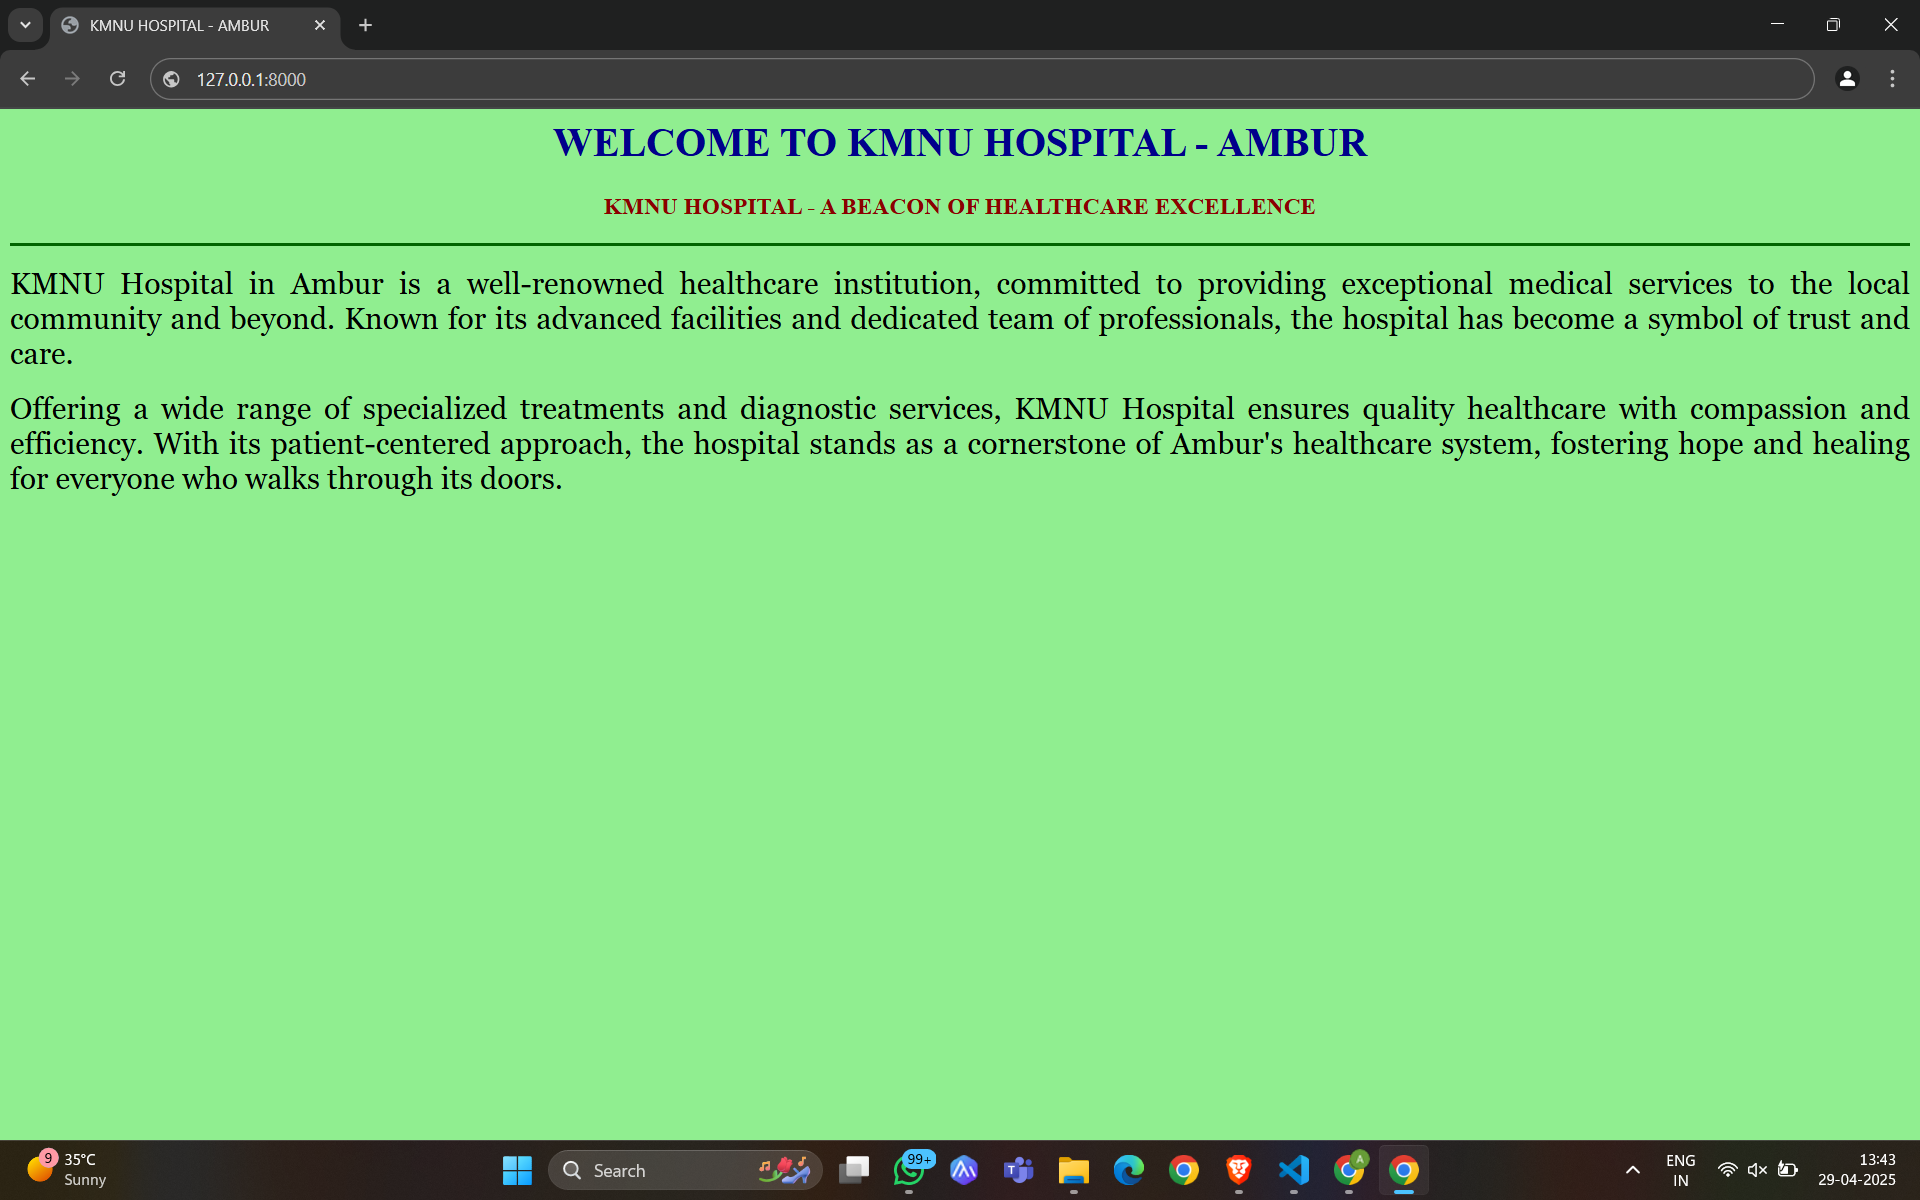 KMNU HOSPITAL - AMBUR
127.0.0.1:8000
WELCOME TO KMNU HOSPITAL - AMBUR
KMNU HOSPITAL - A BEACON OF HEALTHCARE EXCELLENCE
KMNU Hospital in Ambur is a well-renowned healthcare institution, committed to providing exceptional medical services to the local
community and beyond. Known for its advanced facilities and dedicated team of professionals, the hospital has become a symbol of trust and
care.
Offering a wide range of specialized treatments and diagnostic services, KMNU Hospital ensures quality healthcare with compassion and
efficiency. With its patient-centered approach, the hospital stands as a cornerstone of Ambur's healthcare system, fostering hope and healing
for everyone who walks through its doors.
9
35°C
Sunny
Search
99+
T
A
ENG
IN
13:43
29-04-2025